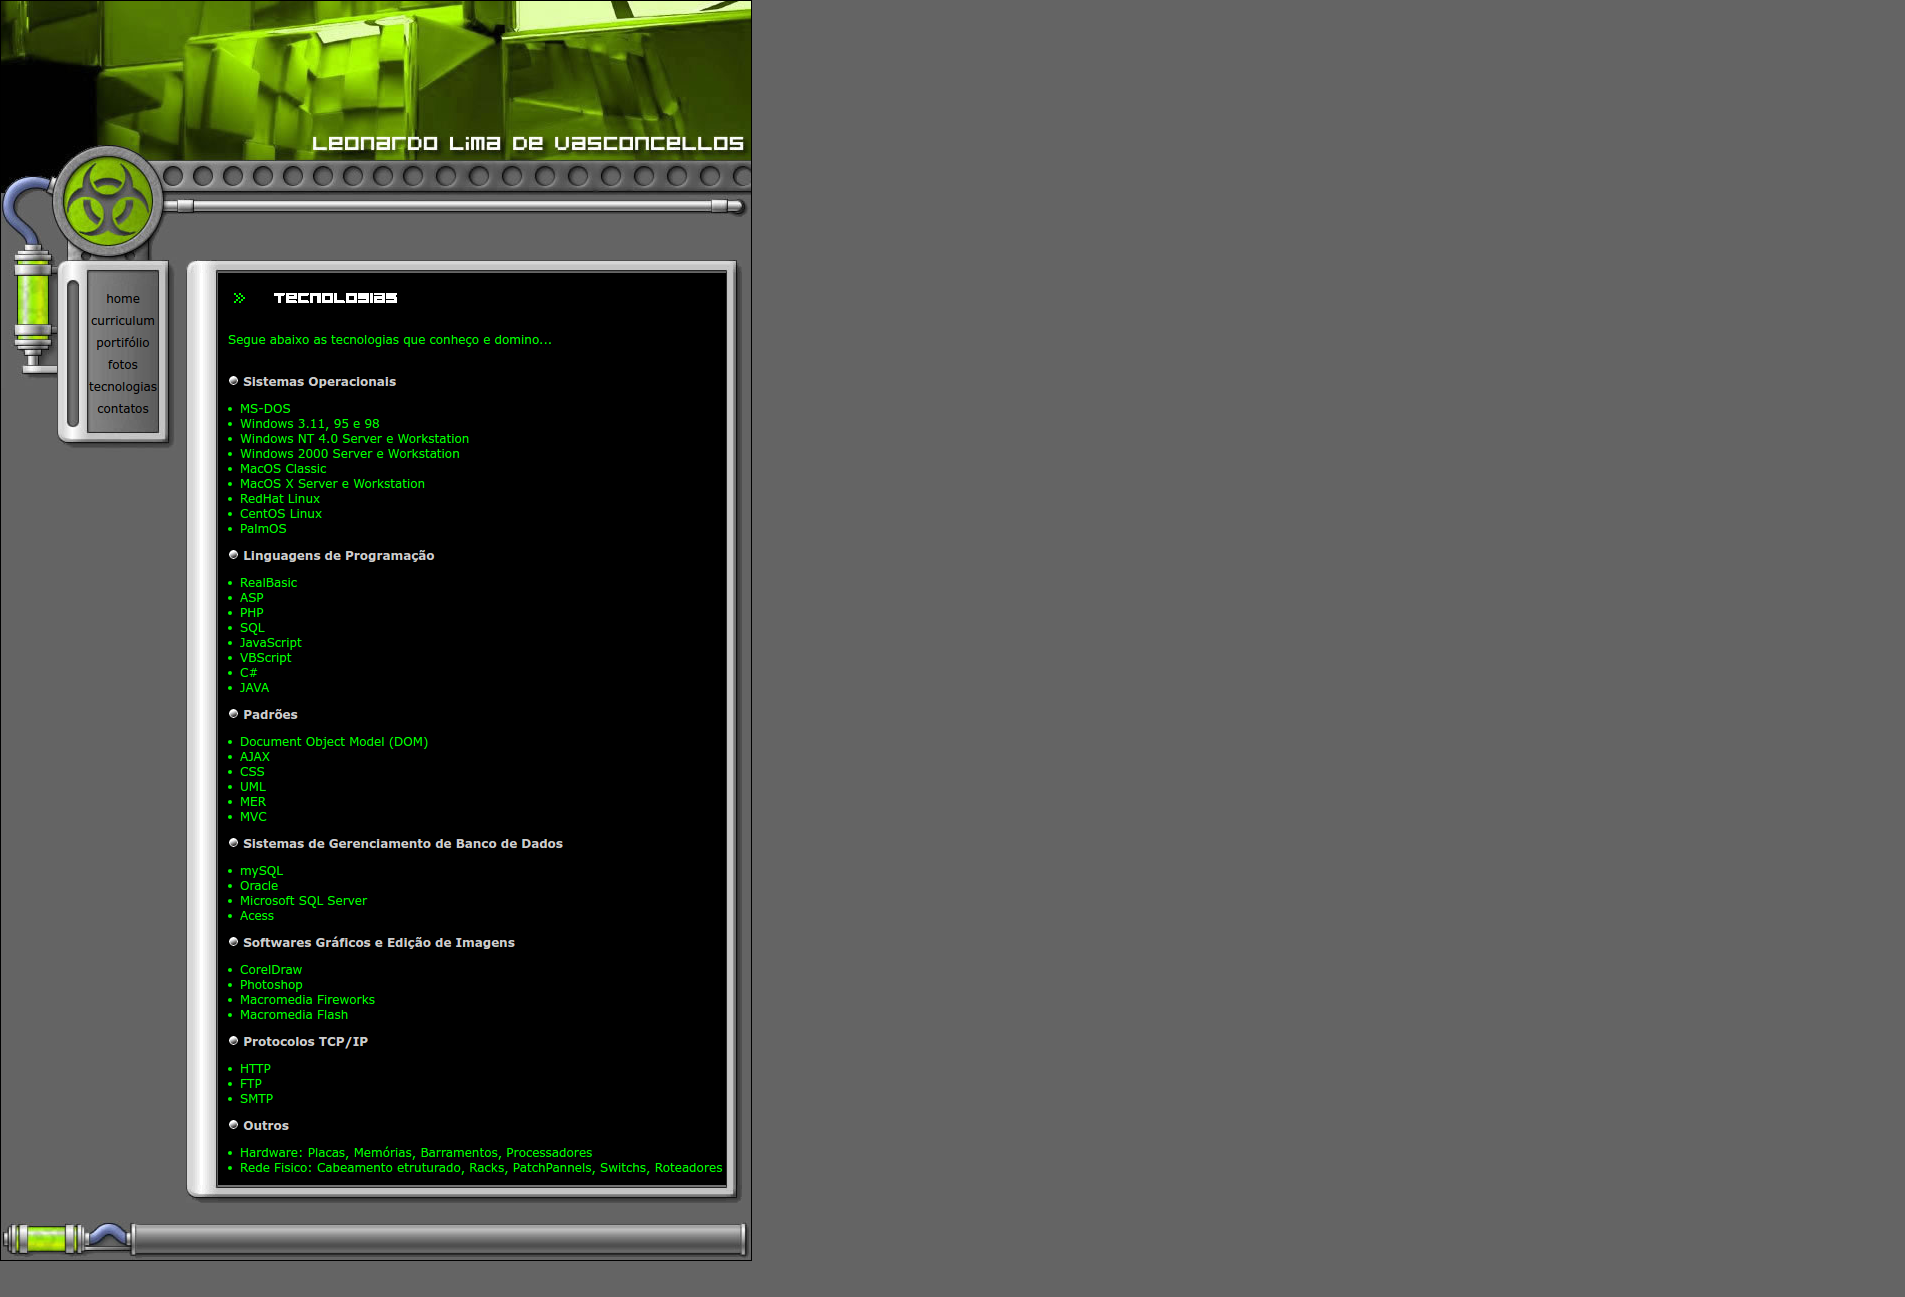 Leonardo Lima de Vasconcellos
home
curriculum
portifólio
fotos
tecnologias
contatos
Tecnologias
Segue abaixo as tecnologias que conheço e domino...
Sistemas Operacionais
• MS-DOS
• Windows 3.11, 95 e 98
• Windows NT 4.0 Server e Workstation
• Windows 2000 Server e Workstation
• MacOS Classic
• MacOS X Server e Workstation
• RedHat Linux
• CentOS Linux
• PalmOS
Linguagens de Programação
• RealBasic
• ASP
• PHP
• SQL
• JavaScript
• VBScript
• C#
• JAVA
Padrões
• Document Object Model (DOM)
• AJAX
• CSS
• UML
• MER
• MVC
Sistemas de Gerenciamento de Banco de Dados
• mySQL
• Oracle
• Microsoft SQL Server
• Acess
Softwares Gráficos e Edição de Imagens
• CorelDraw
• Photoshop
• Macromedia Fireworks
• Macromedia Flash
Protocolos TCP/IP
• HTTP
• FTP
• SMTP
Outros
• Hardware: Placas, Memórias, Barramentos, Processadores
• Rede Fisico: Cabeamento etruturado, Racks, PatchPannels, Switchs, Roteadores